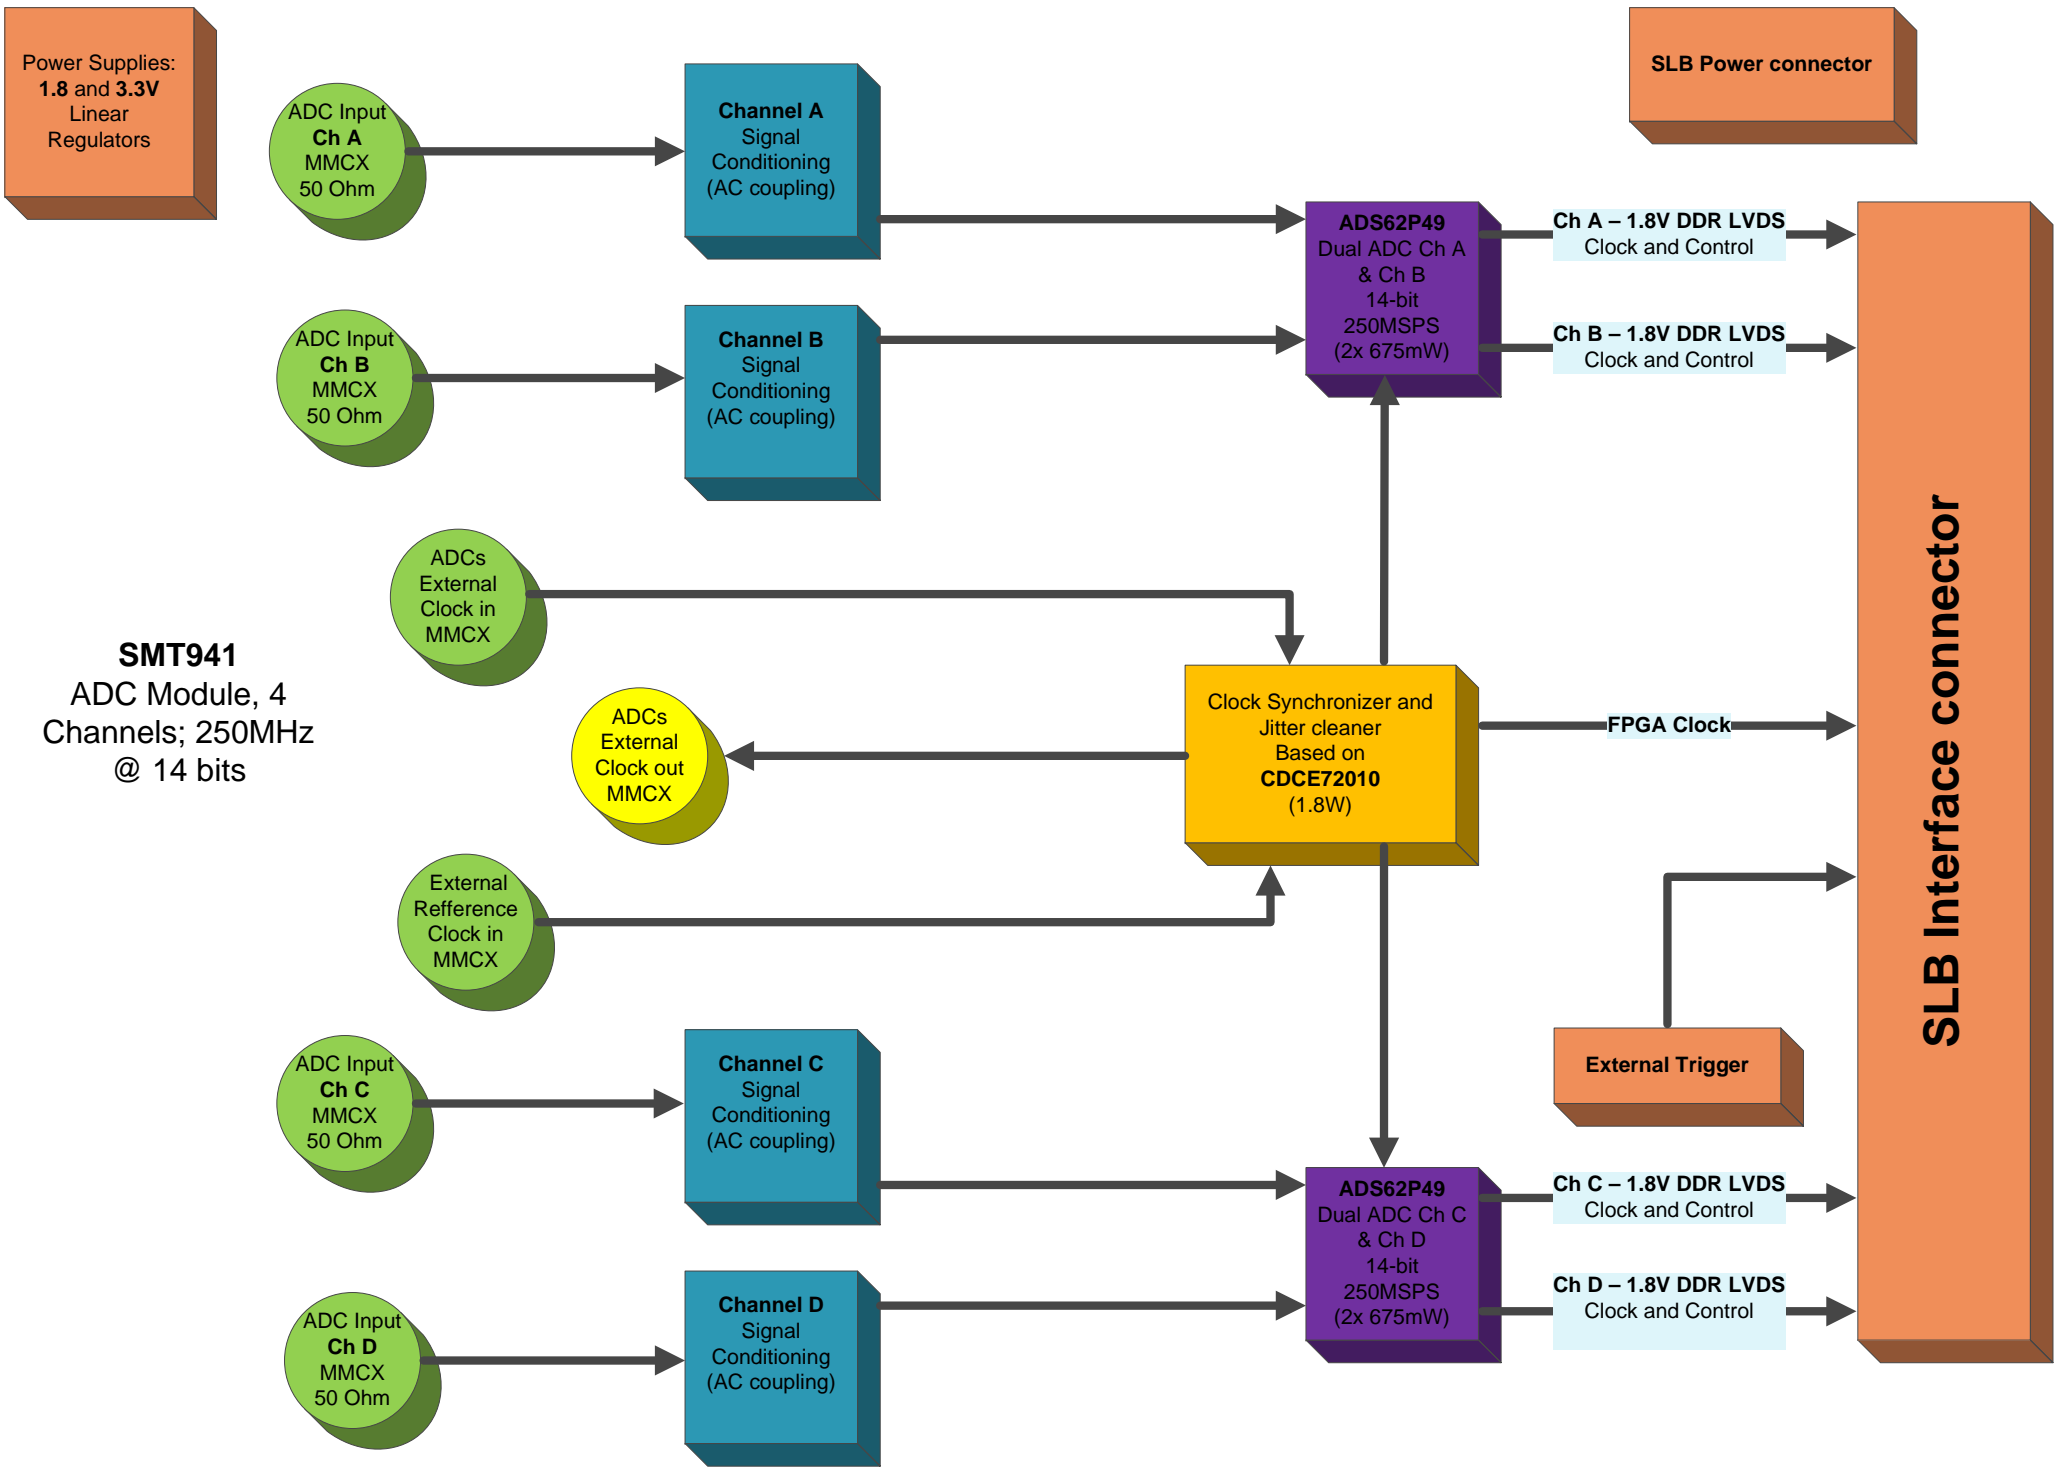 Power Supplies:
1.8 and 3.3V
Linear
Regulators
ADC Input
Ch A
MMCX
50 Ohm
Channel A
Signal
Conditioning
(AC coupling)
SLB Power connector
ADS62P49
Dual ADC Ch A
& Ch B
14-bit
250MSPS
(2x 675mW)
Ch A – 1.8V DDR LVDS
Clock and Control
ADC Input
Ch B
MMCX
50 Ohm
Channel B
Signal
Conditioning
(AC coupling)
Ch B – 1.8V DDR LVDS
Clock and Control
SLB Interface connector
ADCs
External
Clock in
MMCX
SMT941
ADC Module, 4
Channels; 250MHz
@ 14 bits
ADCs
External
Clock out
MMCX
Clock Synchronizer and
Jitter cleaner
Based on
CDCE72010
(1.8W)
FPGA Clock
External
Refference
Clock in
MMCX
ADC Input
Ch C
MMCX
50 Ohm
Channel C
Signal
Conditioning
(AC coupling)
External Trigger
ADS62P49
Dual ADC Ch C
& Ch D
14-bit
250MSPS
(2x 675mW)
Ch C – 1.8V DDR LVDS
Clock and Control
ADC Input
Ch D
MMCX
50 Ohm
Channel D
Signal
Conditioning
(AC coupling)
Ch D – 1.8V DDR LVDS
Clock and Control